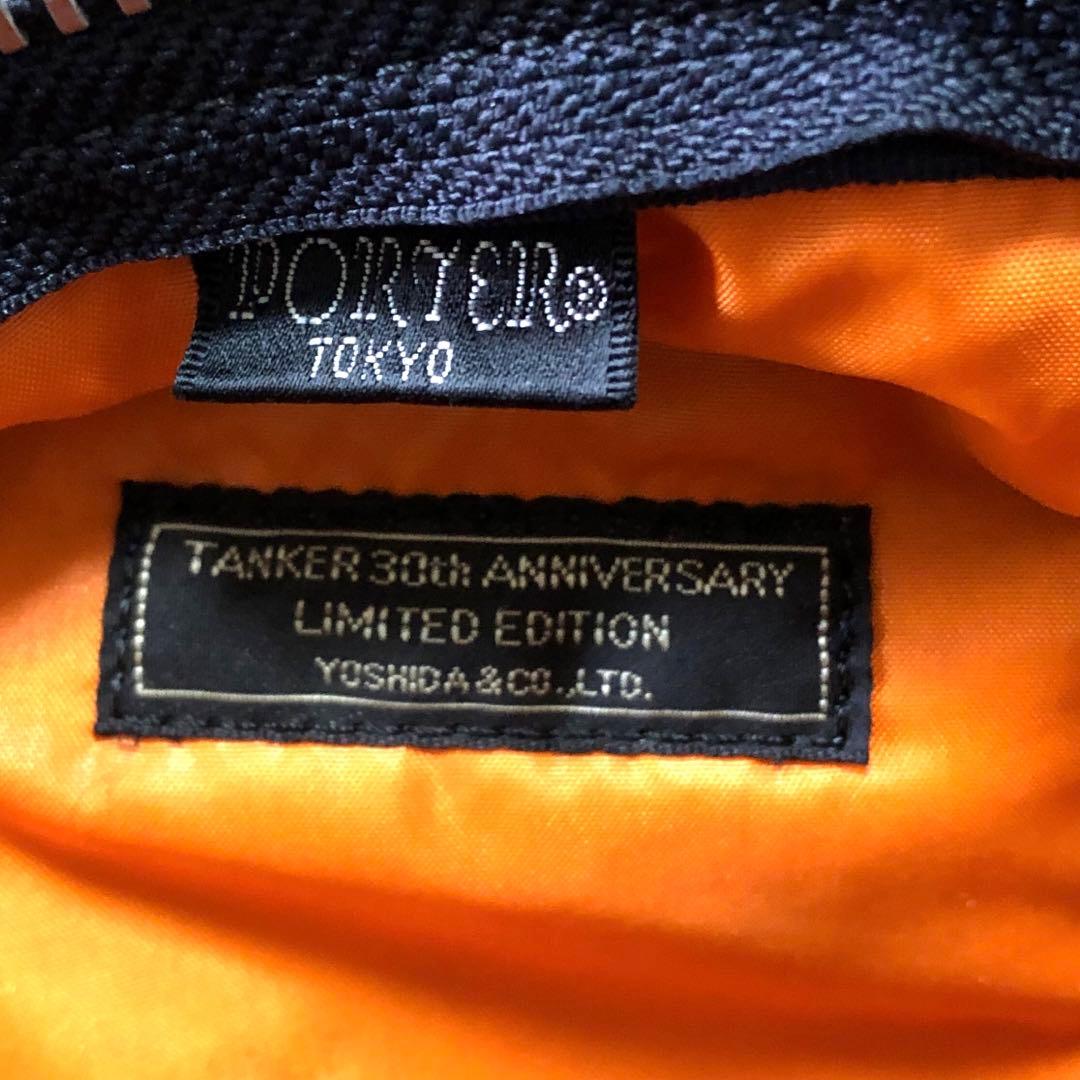 PORTER®
TOKYO
TANKER 30th ANNIVERSARY
LIMITED EDITION
YOSHIDA & CO.,LTD.